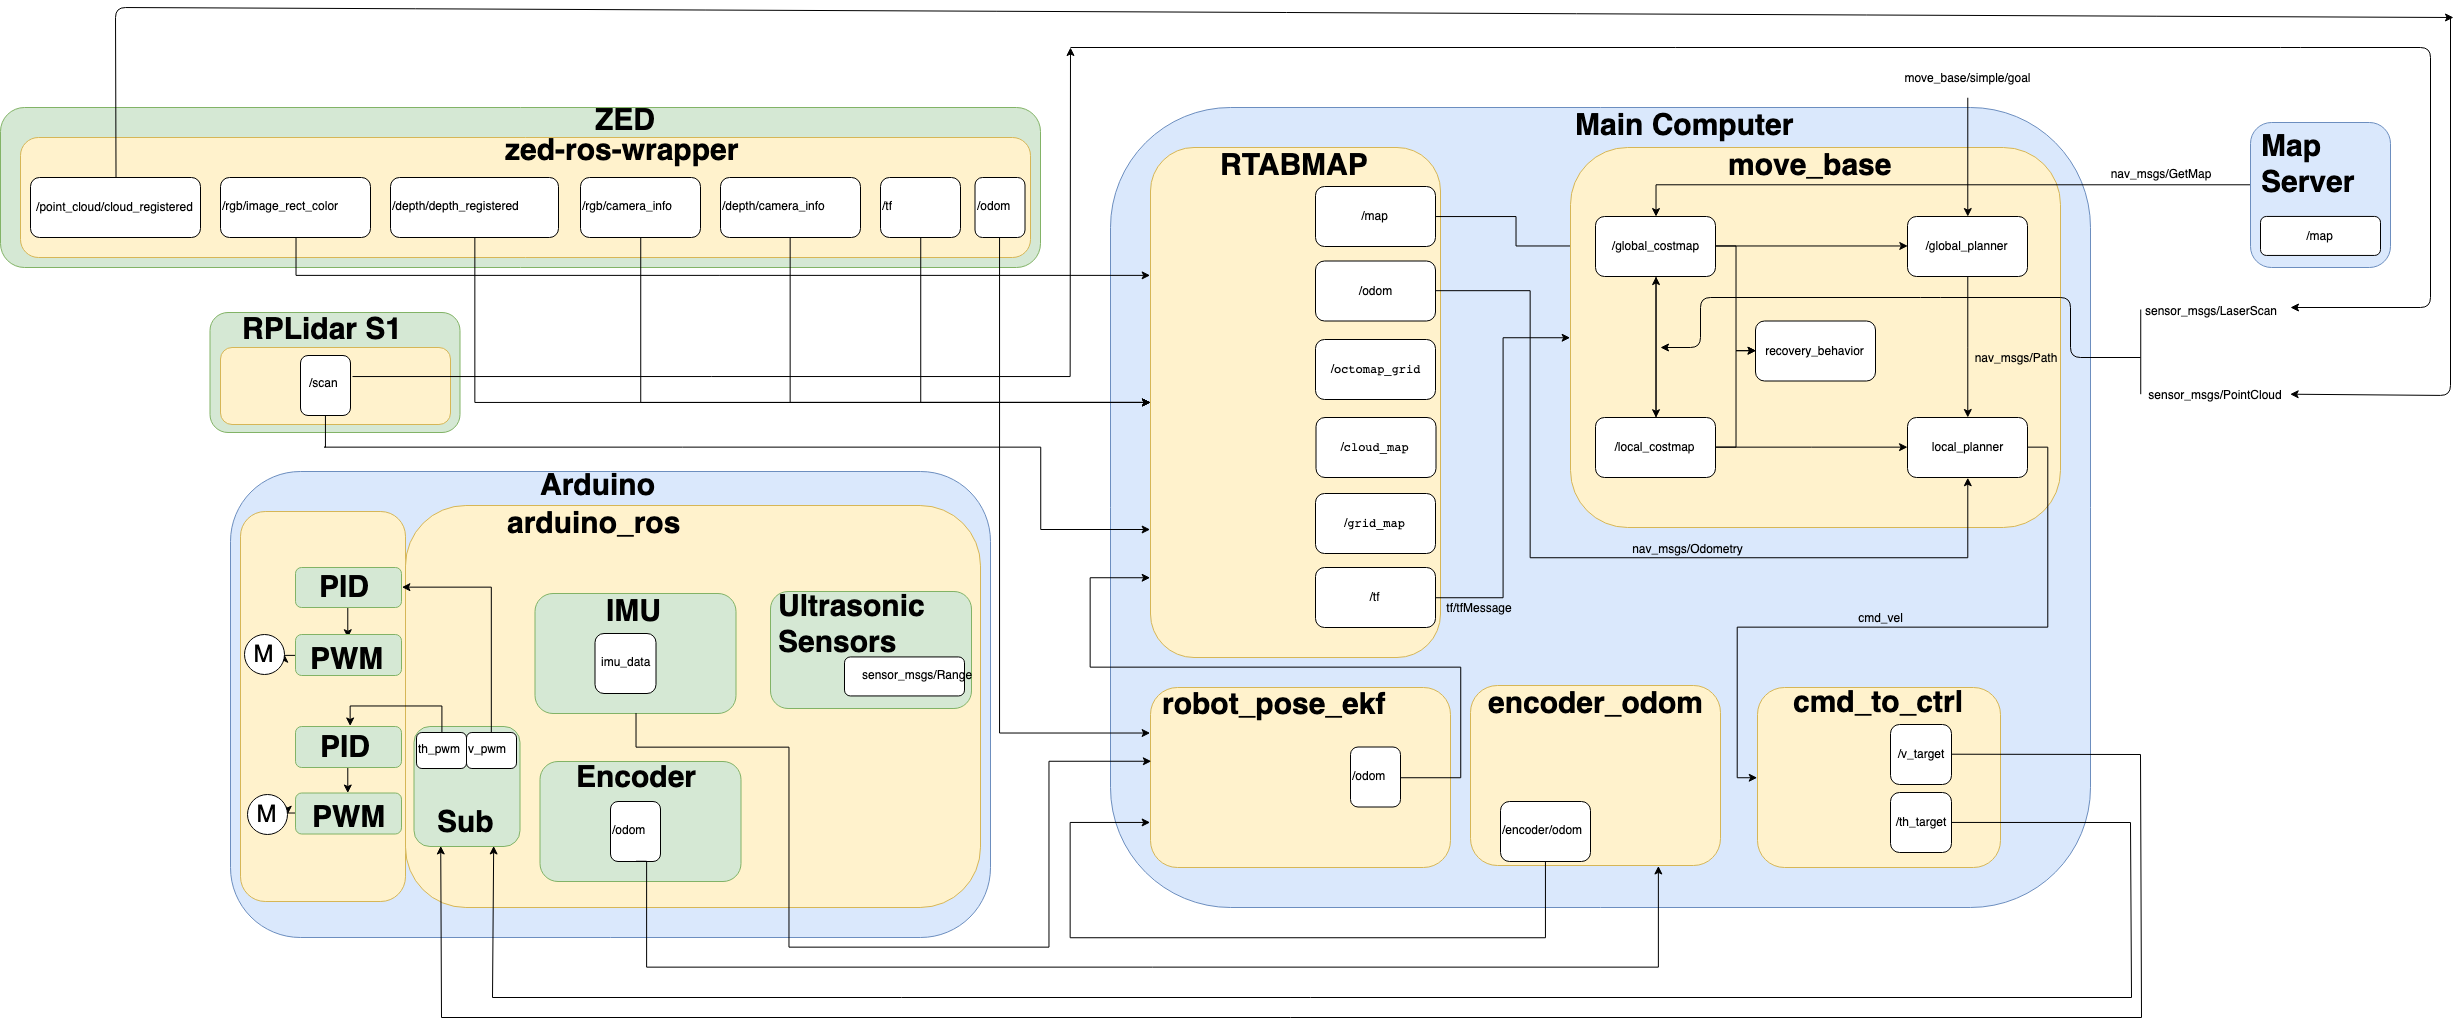 move_base/simple/goal
ZED
zed-ros-wrapper
/point_cloud/cloud_registered
/rgb/image_rect_color
/depth/depth_registered
/rgb/camera_info
/depth/camera_info
/tf
/odom
RPLidar S1
/scan
Main Computer
RTABMAP
/map
/odom
/octomap_grid
/cloud_map
/grid_map
/tf
tf/tfMessage
move_base
/global_costmap
/global_planner
recovery_behavior
nav_msgs/Path
/local_costmap
local_planner
nav_msgs/Odometry
nav_msgs/GetMap
Map
Server
/map
sensor_msgs/LaserScan
sensor_msgs/PointCloud
cmd_vel
Arduino
arduino_ros
PID
PWM
M
PID
PWM
M
th_pwm
v_pwm
Sub
IMU
imu_data
Ultrasonic
Sensors
sensor_msgs/Range
Encoder
/odom
robot_pose_ekf
/odom
encoder_odom
/encoder/odom
cmd_to_ctrl
/v_target
/th_target